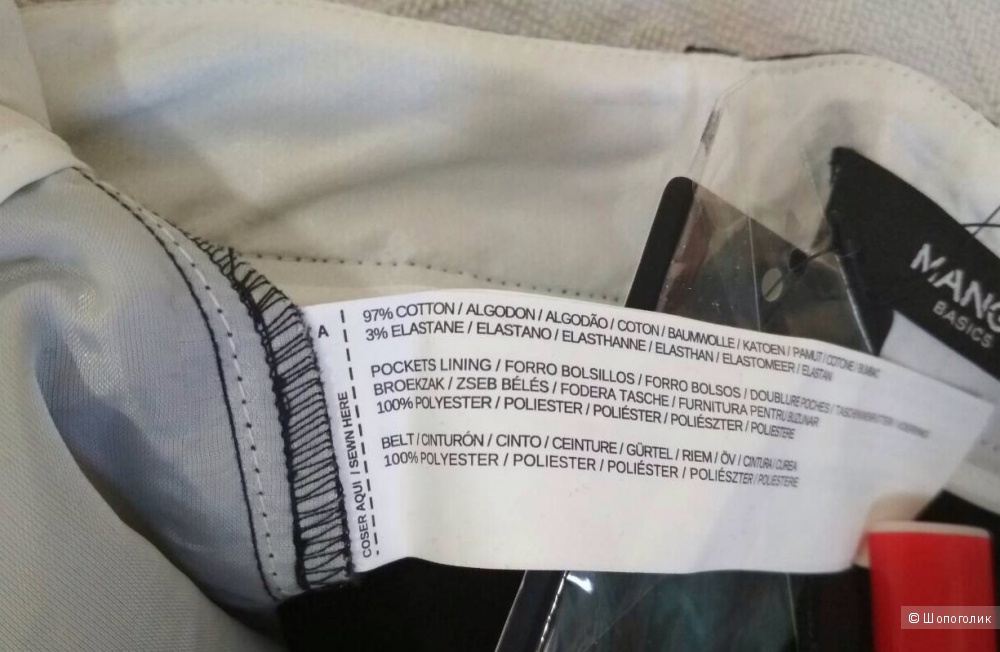 A
97% COTTON / ALGODON / ALGODÃO / COTON / BAUMWOLLE / KATOEN / PAMUT / COTONE / BUMBAC
3% ELASTANE / ELASTANO / ELASTHANNE / ELASTHAN / ELASTOMEER / ELASTAN
POCKETS LINING / FORRO BOLSILLOS / FORRO BOLSOS / DOUBLURE POCHES /
BROEKZAK / ZSEB BÉLÉS / FODERA TASCHE / FURNITURA PENTRU BUZUNAR
100% POLYESTER / POLIESTER / POLIÉSTER / POLIÉSZTER / POLIESTERE
BELT / CINTURÓN / CINTO / CEINTURE / GÜRTEL / RIEM / ÖV / CINTURA / CUREA
100% POLYESTER / POLIESTER / POLIÉSTER / POLIÉSZTER / POLIESTERE
COSER AQUI | SEWN HERE
MANG
BASICS
© Шопоголик